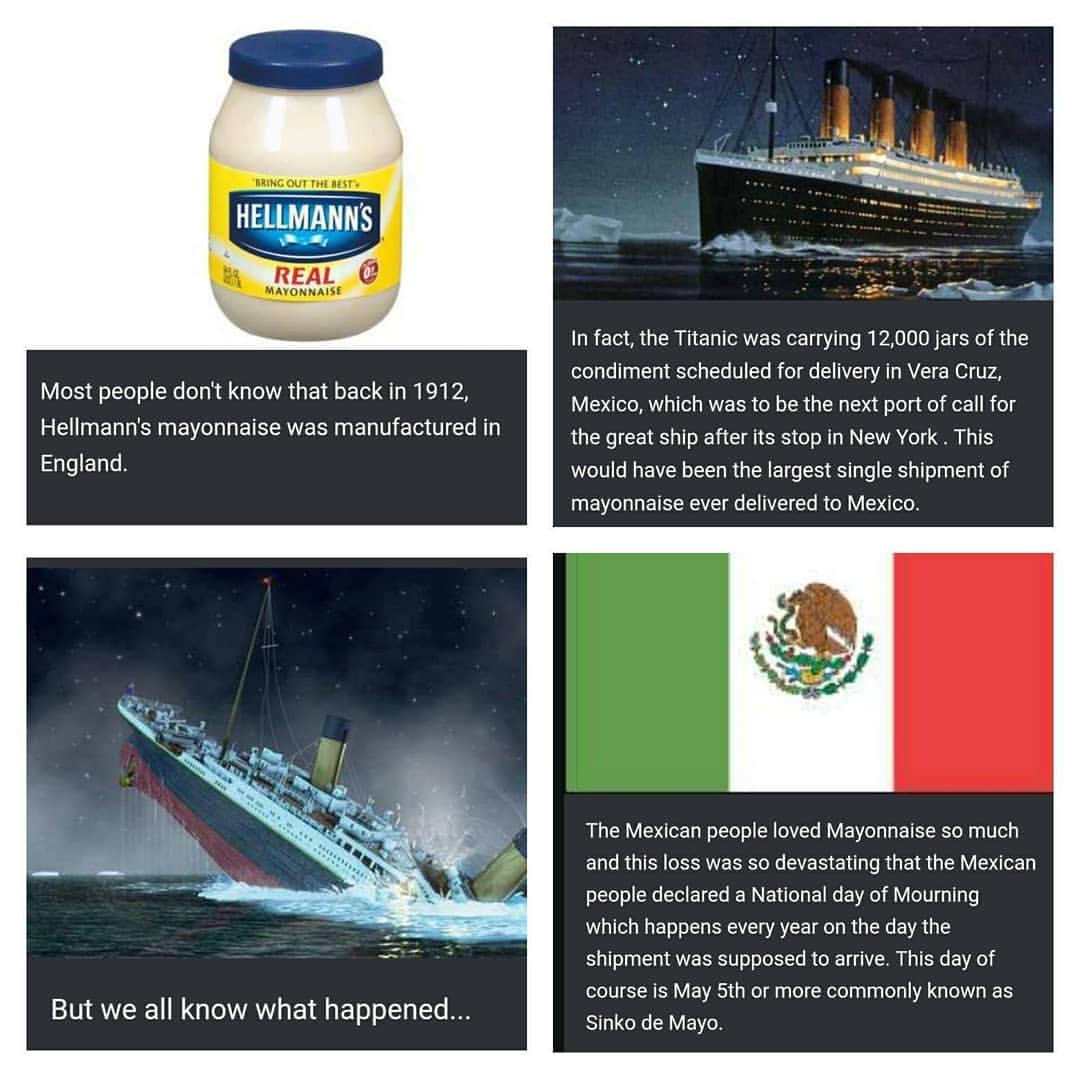 "BRING OUT THE BEST"
HELLMANN'S
REAL
MAYONNAISE
Most people don't know that back in 1912,
Hellmann's mayonnaise was manufactured in
England.
In fact, the Titanic was carrying 12,000 jars of the
condiment scheduled for delivery in Vera Cruz,
Mexico, which was to be the next port of call for
the great ship after its stop in New York . This
would have been the largest single shipment of
mayonnaise ever delivered to Mexico.
But we all know what happened...
The Mexican people loved Mayonnaise so much
and this loss was so devastating that the Mexican
people declared a National day of Mourning
which happens every year on the day the
shipment was supposed to arrive. This day of
course is May 5th or more commonly known as
Sinko de Mayo.